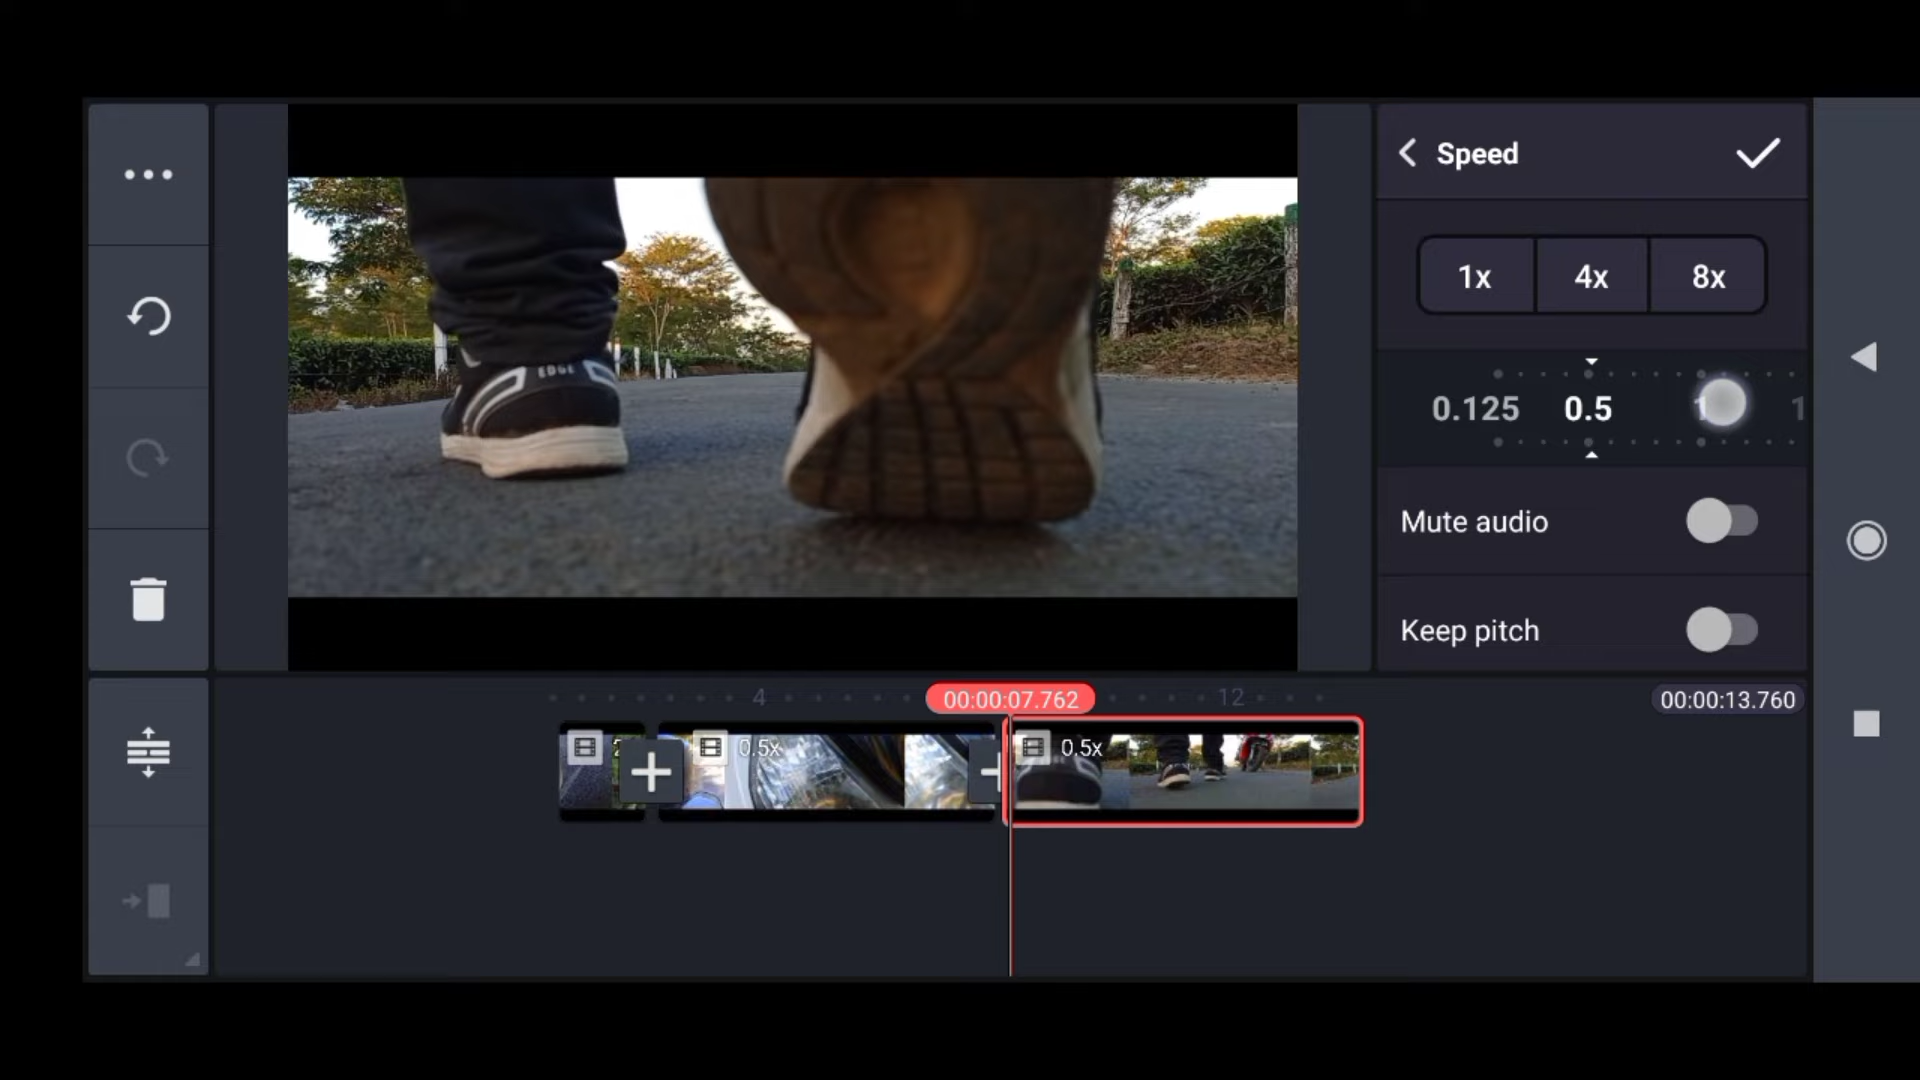 Speed
1x 4x 8x
0.125 0.5
Mute audio
Keep pitch
EDGE
4 00:00:07.762 12 00:00:13.760
0.5x 0.5x